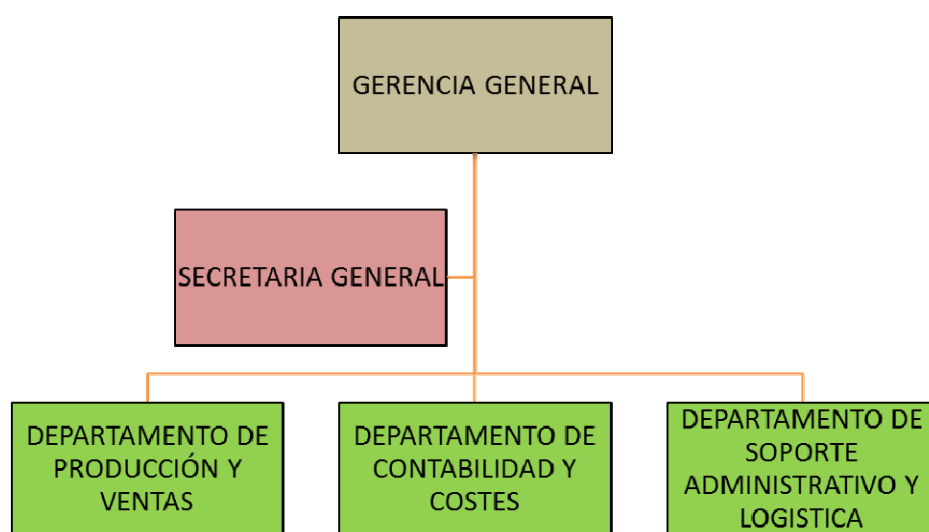 GERENCIA GENERAL
SECRETARIA GENERAL
DEPARTAMENTO DE
PRODUCCIÓN Y
VENTAS
DEPARTAMENTO DE
CONTABILIDAD Y
COSTES
DEPARTAMENTO DE
SOPORTE
ADMINISTRATIVO Y
LOGISTICA